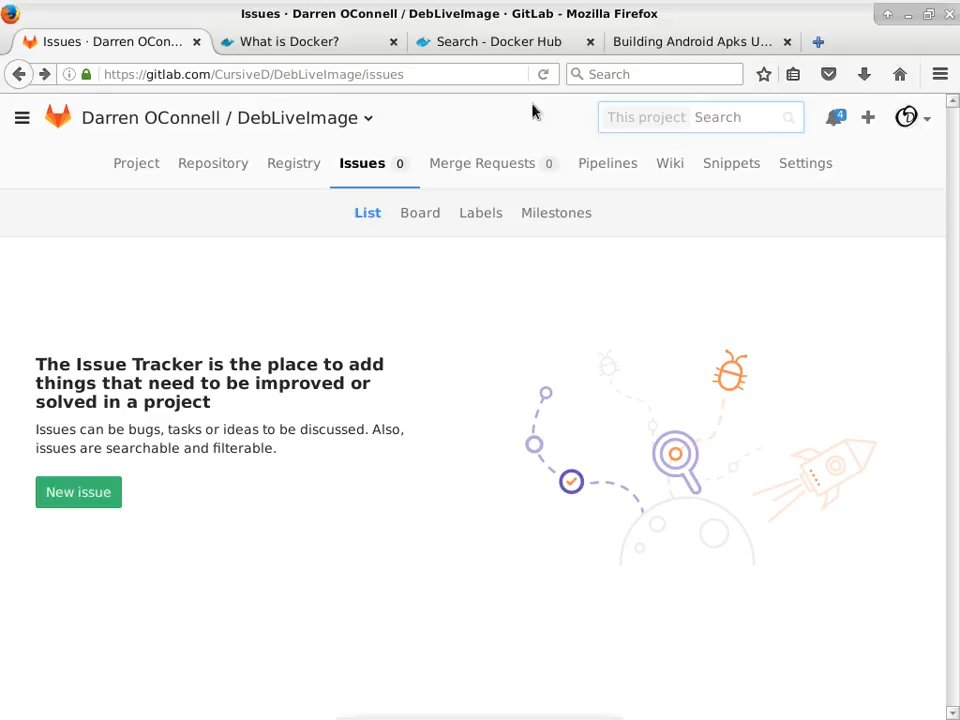 Issues · Darren OConnell / DebLiveImage · GitLab - Mozilla Firefox
Issues · Darren OCon...
What is Docker?
Search - Docker Hub
Building Android Apks U...
https://gitlab.com/CursiveD/DebLiveImage/issues
Search
Darren OConnell / DebLiveImage
This project Search
4
Project Repository Registry Issues 0 Merge Requests 0 Pipelines Wiki Snippets Settings
List Board Labels Milestones
The Issue Tracker is the place to add
things that need to be improved or
solved in a project
Issues can be bugs, tasks or ideas to be discussed. Also,
issues are searchable and filterable.
New issue